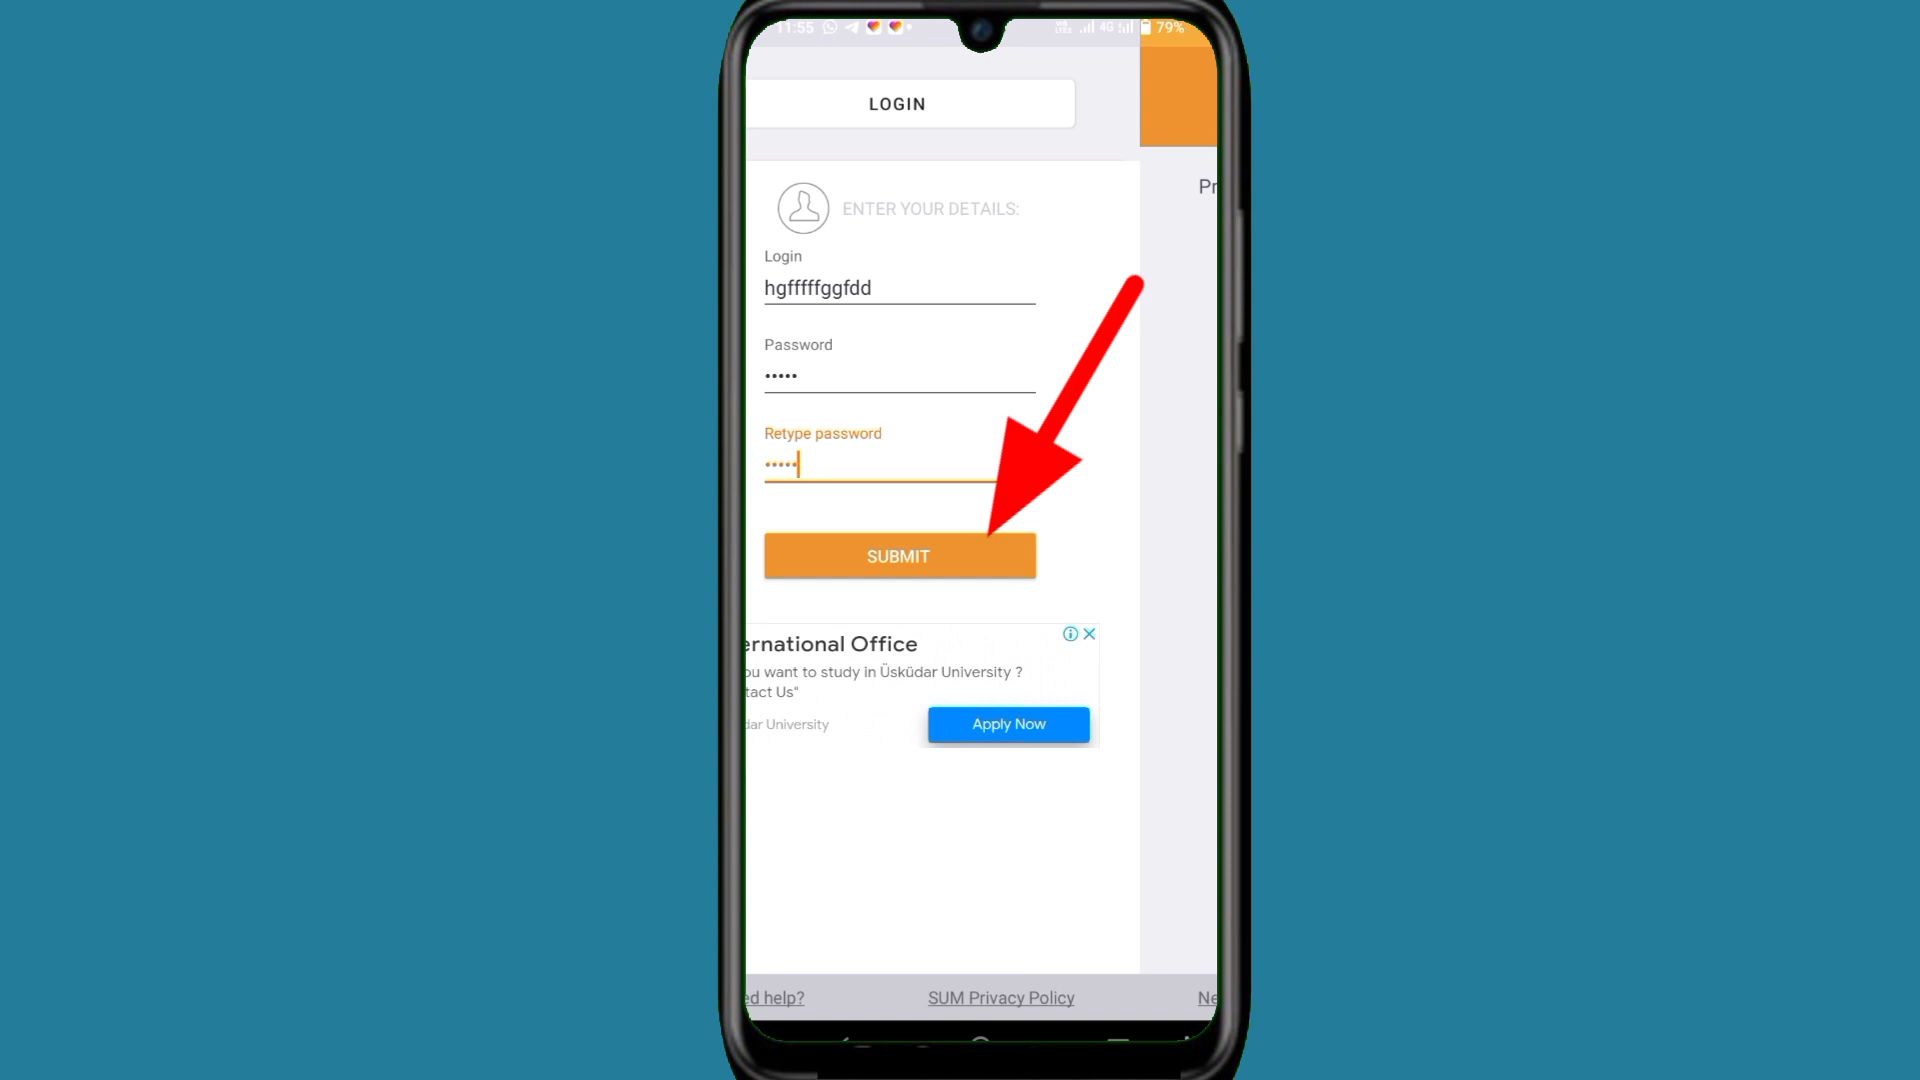 11:55 4G 79%
LOGIN
Pr
ENTER YOUR DETAILS:
Login
hgfffffggfdd
Password
•••••
Retype password
•••••
SUBMIT
ernational Office
ou want to study in Üsküdar University ?
tact Us"
dar University
Apply Now
ed help?
SUM Privacy Policy
Ne